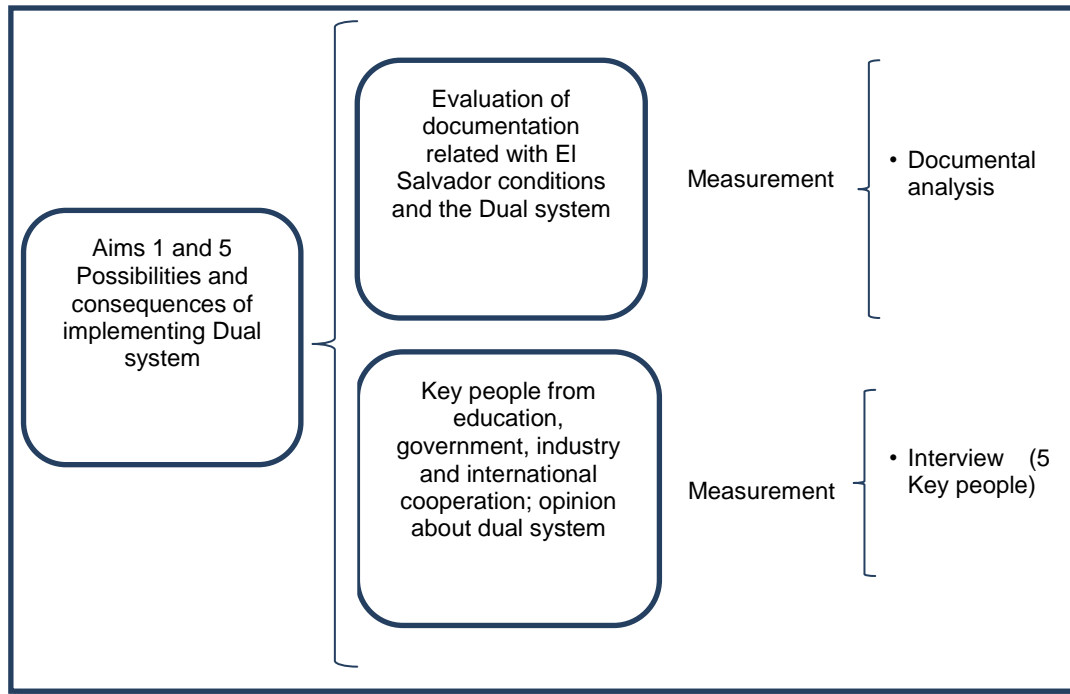 Aims 1 and 5
Possibilities and
consequences of
implementing Dual
system
Evaluation of
documentation
related with El
Salvador conditions
and the Dual system
Measurement
• Documental
analysis
Key people from
education,
government, industry
and international
cooperation; opinion
about dual system
Measurement
• Interview (5
Key people)